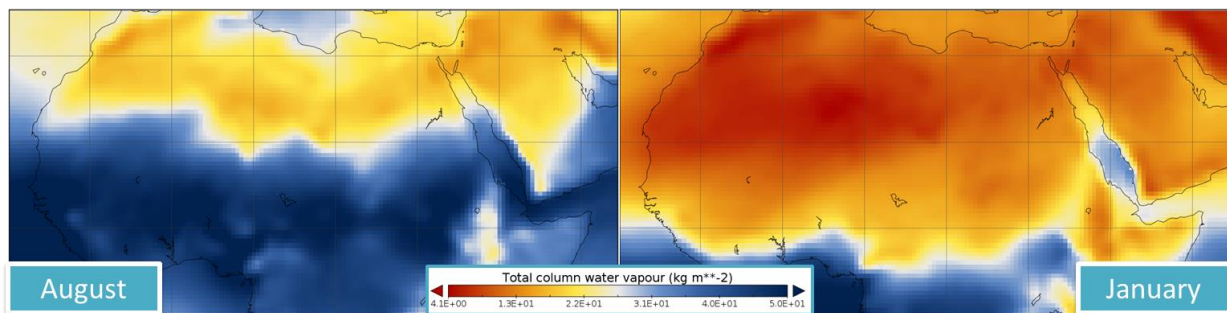 August
Total column water vapour (kg m**-2)
4.1E+00 1.3E+01 2.2E+01 3.1E+01 4.0E+01 5.0E+01
January